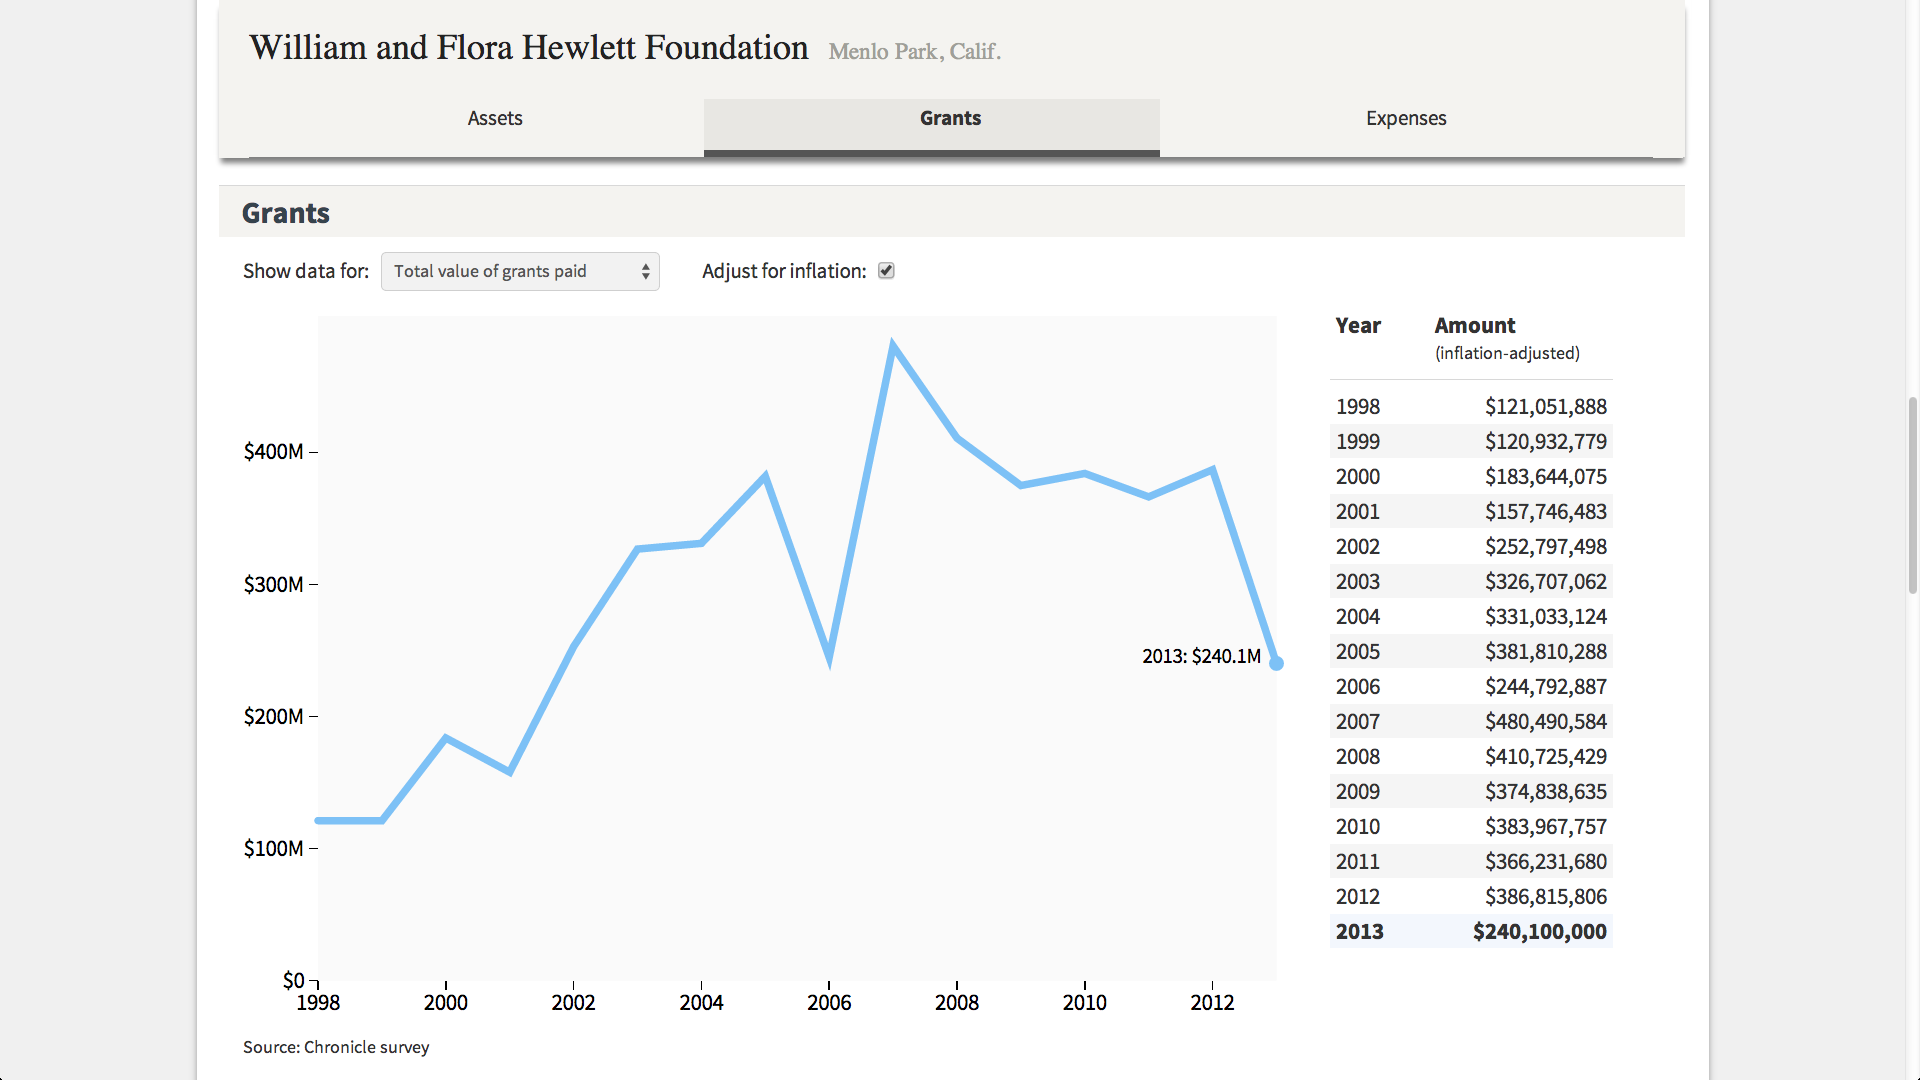 William and Flora Hewlett Foundation Menlo Park, Calif.
Assets Grants Expenses
Grants
Show data for: Total value of grants paid Adjust for inflation:
$400M
$300M
$200M
$100M
$0
1998 2000 2002 2004 2006 2008 2010 2012
2013: $240.1M
Year Amount
(inflation-adjusted)
1998 $121,051,888
1999 $120,932,779
2000 $183,644,075
2001 $157,746,483
2002 $252,797,498
2003 $326,707,062
2004 $331,033,124
2005 $381,810,288
2006 $244,792,887
2007 $480,490,584
2008 $410,725,429
2009 $374,838,635
2010 $383,967,757
2011 $366,231,680
2012 $386,815,806
2013 $240,100,000
Source: Chronicle survey